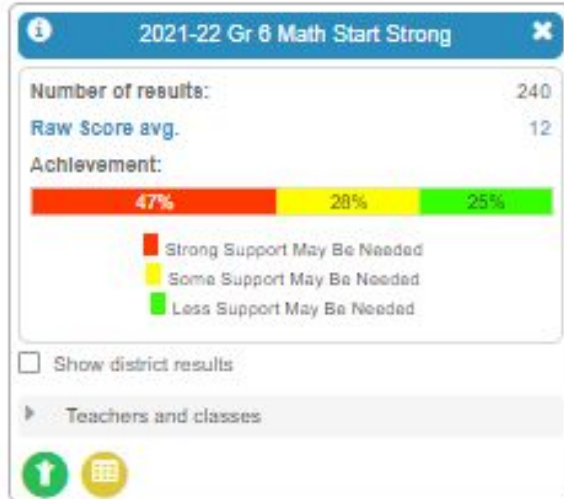 2021-22 Gr 6 Math Start Strong
Number of results: 240
Raw Score avg. 12
Achievement:
47% 28% 25%
Strong Support May Be Needed
Some Support May Be Needed
Less Support May Be Needed
Show district results
Teachers and classes